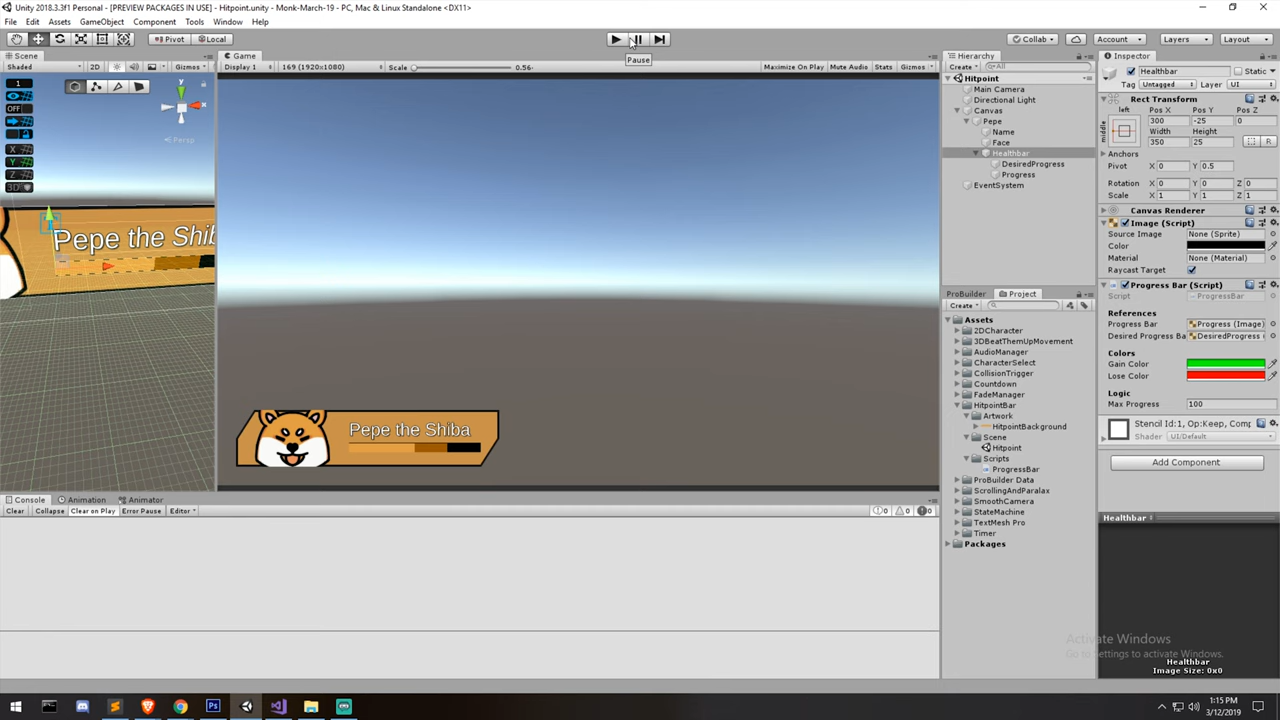 Unity 2018.3.3f1 Personal - [PREVIEW PACKAGES IN USE] - Hitpoint.unity - Monk-March-19 - PC, Mac & Linux Standalone <DX11>
File Edit Assets GameObject Component Tools Window Help
Pivot Local Collab Account Layers Layout
Pause
Scene
Shaded 2D Gizmos
1
OFF
X
Y
Z
3D
y
x
Persp
Pepe the Shib
Game
Display 1 169 (1920x1080) Scale 0.56 Maximize On Play Mute Audio Stats Gizmos
Pepe the Shiba
Hierarchy
Create All
Hitpoint
Main Camera
Directional Light
Canvas
Pepe
Name
Face
Healthbar
DesiredProgress
Progress
EventSystem
ProBuilder Project
Create
Assets
2DCharacter
3DBeatThemUpMovement
AudioManager
CharacterSelect
CollisionTrigger
Countdown
FadeManager
HitpointBar
Artwork
HitpointBackground
Scene
Hitpoint
Scripts
ProgressBar
ProBuilder Data
ScrollingAndParalax
SmoothCamera
StateMachine
TextMesh Pro
Timer
Packages
Inspector
Healthbar Static
Tag Untagged Layer UI
Rect Transform
left Pos X Pos Y Pos Z
middle 300 -25 0
Width Height
350 25 R
Anchors
Pivot X 0 Y 0.5
Rotation X 0 Y 0 Z 0
Scale X 1 Y 1 Z 1
Canvas Renderer
Image (Script)
Source Image None (Sprite)
Color
Material None (Material)
Raycast Target
Progress Bar (Script)
Script ProgressBar
References
Progress Bar Progress (Image)
Desired Progress Ba DesiredProgress (
Colors
Gain Color
Lose Color
Logic
Max Progress 100
Stencil Id:1, Op:Keep, Comp
Shader UI/Default
Add Component
Healthbar
Activate Windows
Go to Settings to activate Windows.
Healthbar
Image Size: 0x0
Console Animation Animator
Clear Collapse Clear on Play Error Pause Editor 0 0 0
1:15 PM
3/12/2019